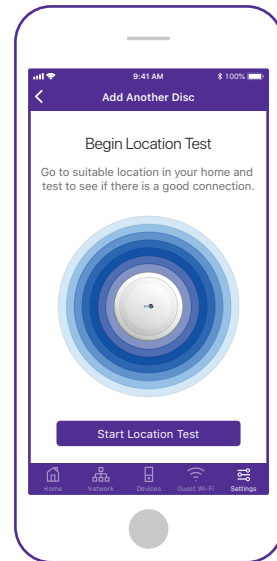 9:41 AM
100%
Add Another Disc
Begin Location Test
Go to suitable location in your home and
test to see if there is a good connection.
Start Location Test
Home Network Devices Guest Wi-Fi Settings